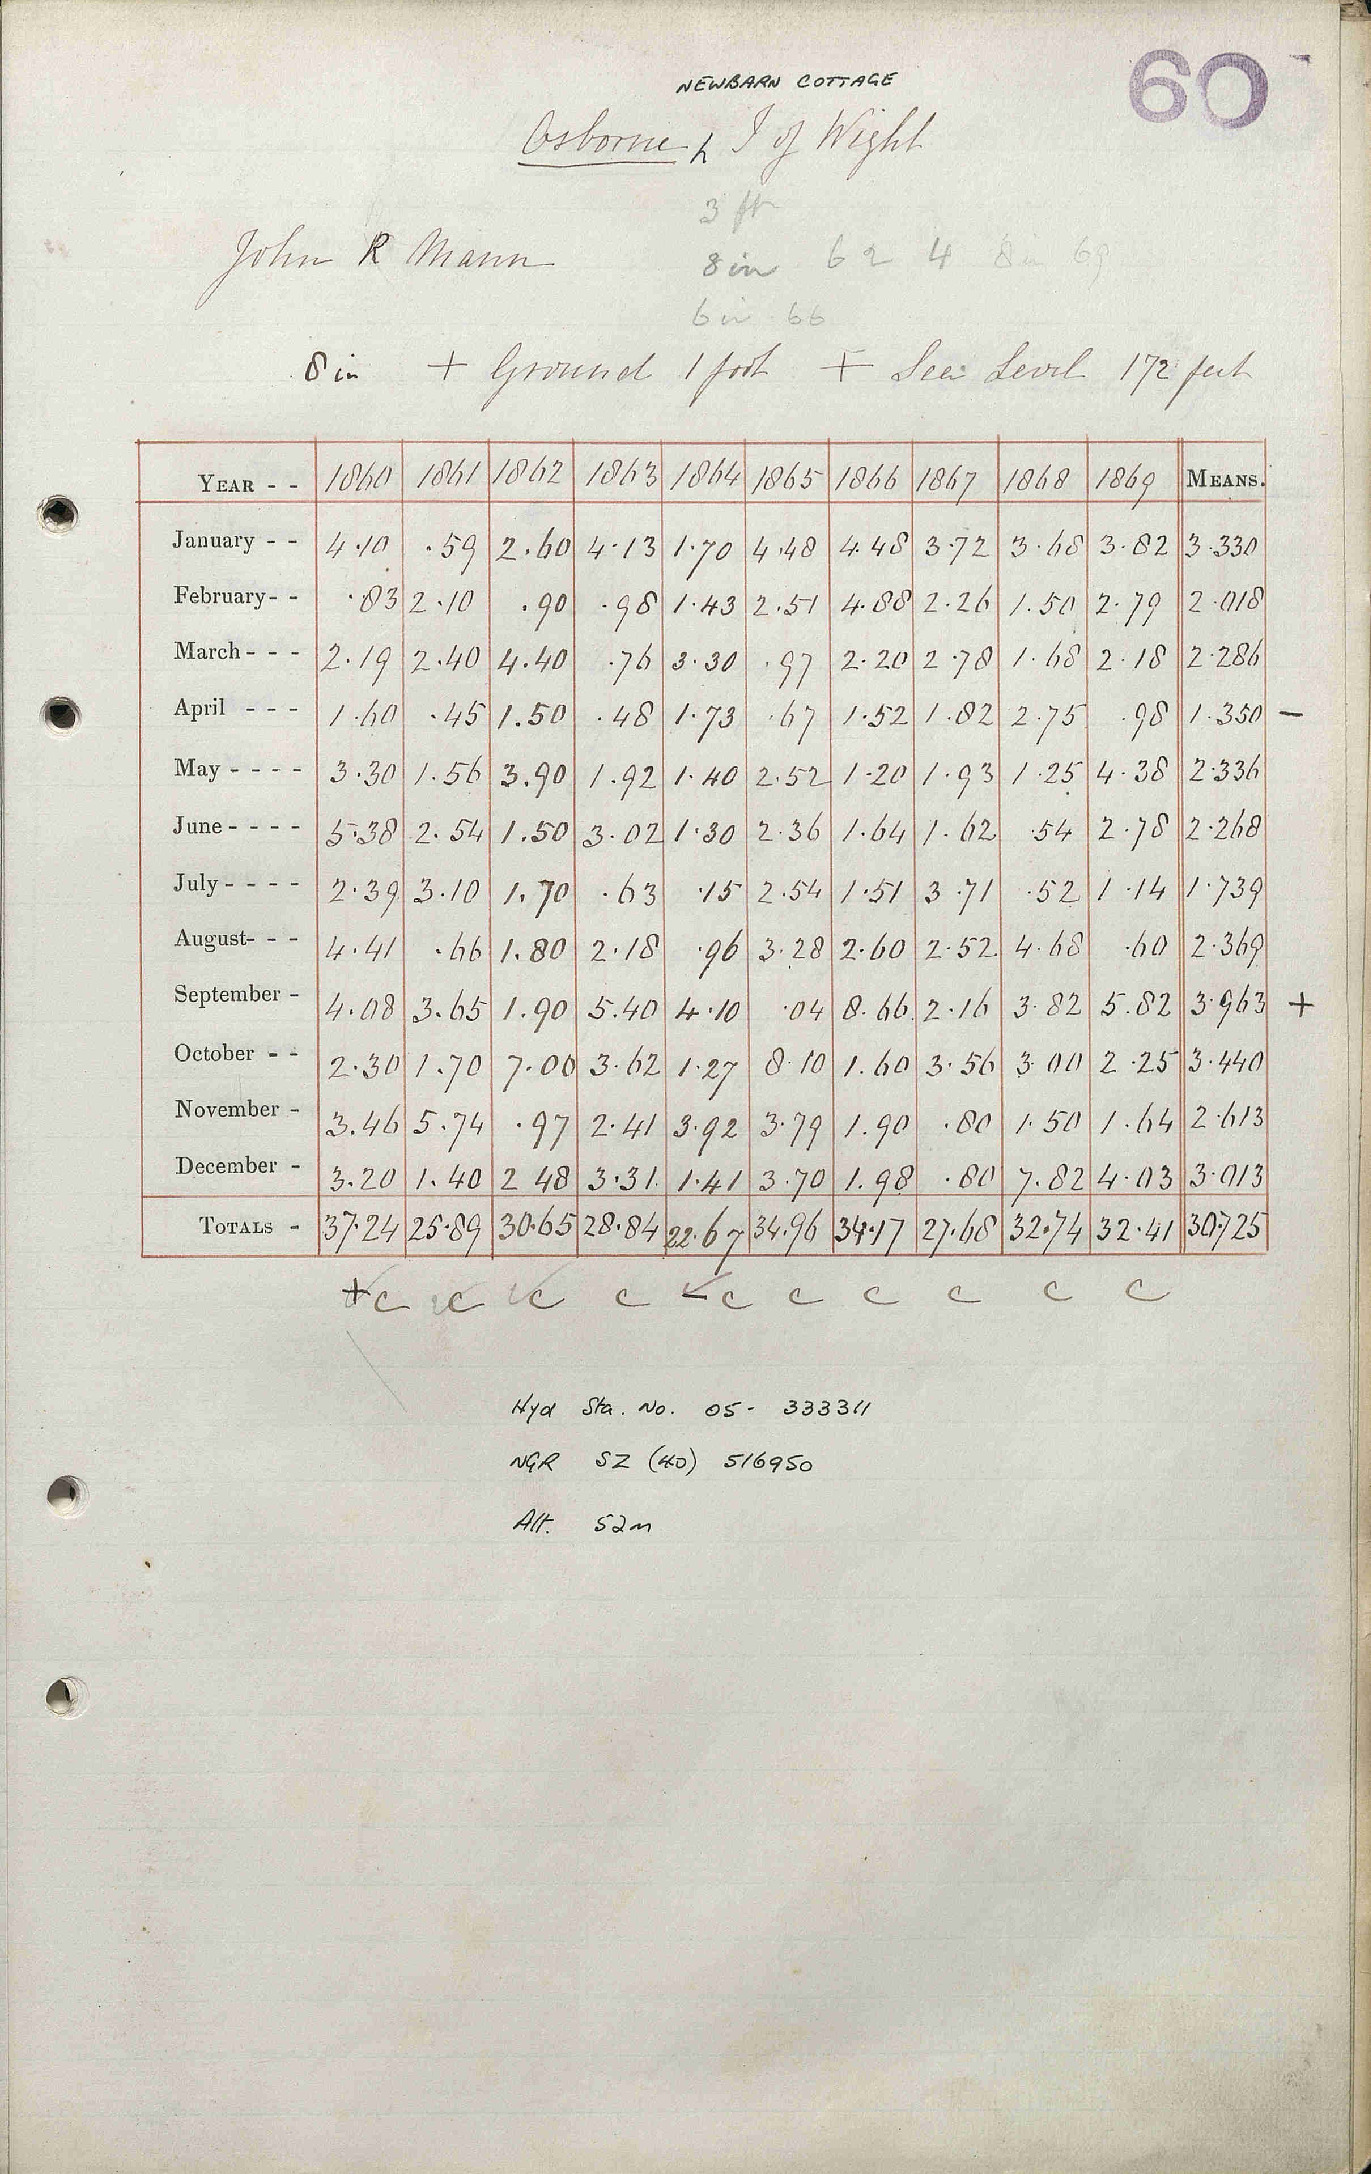 60
NEWBARN COTTAGE
Osborne, I of Wight
3 ft
John R Mann
8 in 62 4 8 in 69
6 in 66
8 in + Ground 1 foot + Sea Level 172 feet
YEAR - - 1860 1861 1862 1863 1864 1865 1866 1867 1868 1869 MEANS.
January - - 4.10 .59 2.60 4.13 1.70 4.48 4.48 3.72 3.68 3.82 3.330
February - - .83 2.10 .90 .98 1.43 2.51 4.88 2.26 1.50 2.79 2.018
March - - - 2.19 2.40 4.40 .76 3.30 .97 2.20 2.78 1.68 2.18 2.286
April - - - 1.60 .45 1.50 .48 1.73 .67 1.52 1.82 2.75 .98 1.350 -
May - - - - 3.30 1.56 3.90 1.92 1.40 2.52 1.20 1.93 1.25 4.38 2.336
June - - - - 5.38 2.54 1.50 3.02 1.30 2.36 1.64 1.62 .54 2.78 2.268
July - - - - 2.39 3.10 1.70 .63 .15 2.54 1.51 3.71 .52 1.14 1.739
August - - - 4.41 .66 1.80 2.18 .96 3.28 2.60 2.52 4.68 .60 2.369
September - 4.08 3.65 1.90 5.40 4.10 .04 8.66 2.16 3.82 5.82 3.963 +
October - - 2.30 1.70 7.00 3.62 1.27 8.10 1.60 3.56 3.00 2.25 3.440
November - 3.46 5.74 .97 2.41 3.92 3.79 1.90 .80 1.50 1.64 2.613
December - 3.20 1.40 2 48 3.31 1.41 3.70 1.98 .80 7.82 4.03 3.013
TOTALS - 37.24 25.89 30.65 28.84 22.67 34.96 34.17 27.68 32.74 32.41 30.725
+ c c c c - c c c c c c
Hyd Sta. No. 05 - 333311
NGR SZ (40) 516950
Alt. 52m